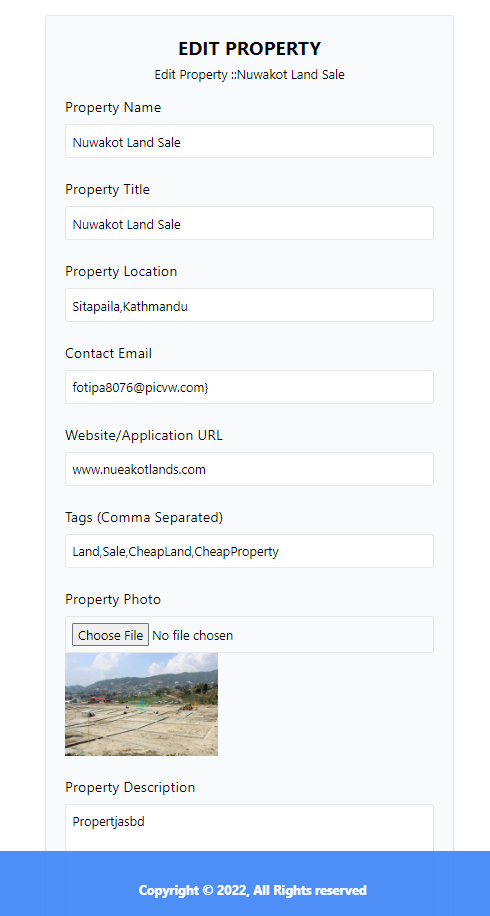 EDIT PROPERTY
Edit Property ::Nuwakot Land Sale
Property Name
Nuwakot Land Sale
Property Title
Nuwakot Land Sale
Property Location
Sitapaila,Kathmandu
Contact Email
fotipa8076@picvw.com}
Website/Application URL
www.nueakotlands.com
Tags (Comma Separated)
Land,Sale,CheapLand,CheapProperty
Property Photo
Choose File No file chosen
Property Description
Propertjasbd
Copyright © 2022, All Rights reserved